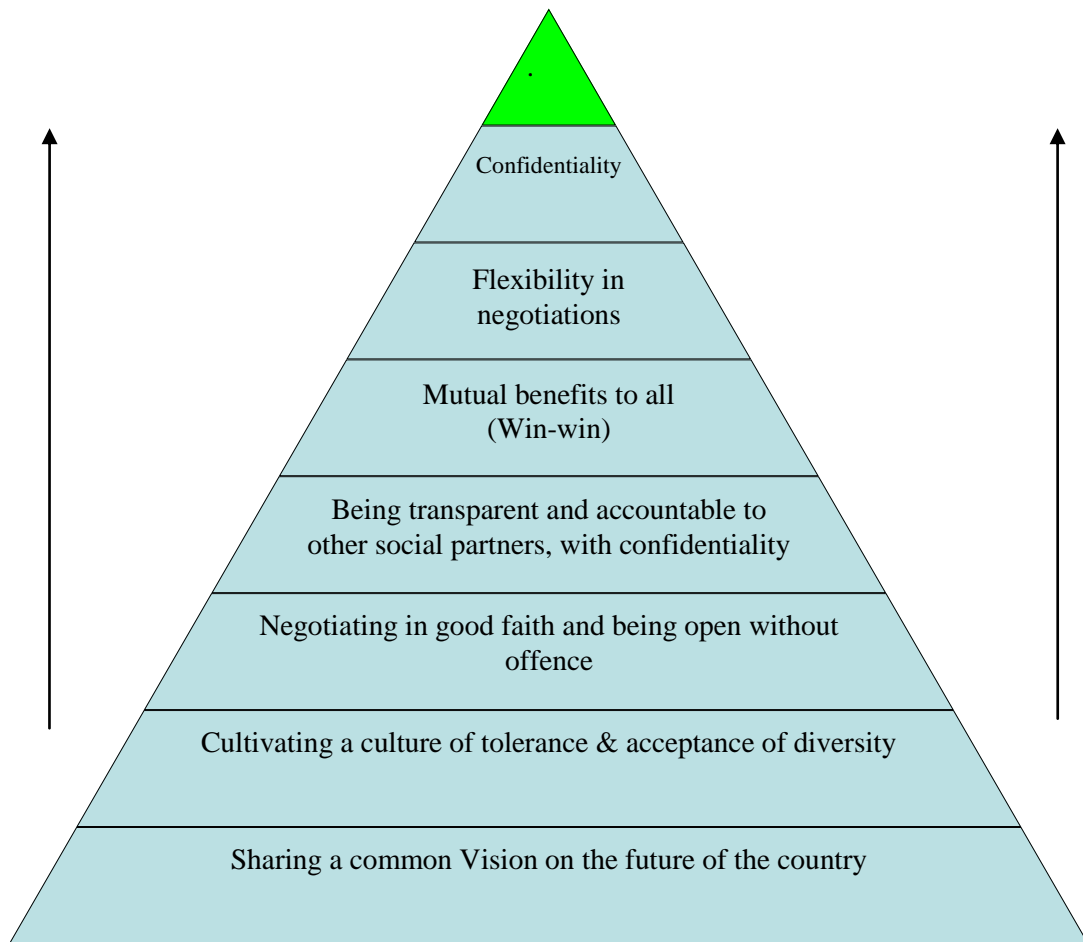 .
Confidentiality
Flexibility in
negotiations
Mutual benefits to all
(Win-win)
Being transparent and accountable to
other social partners, with confidentiality
Negotiating in good faith and being open without
offence
Cultivating a culture of tolerance & acceptance of diversity
Sharing a common Vision on the future of the country